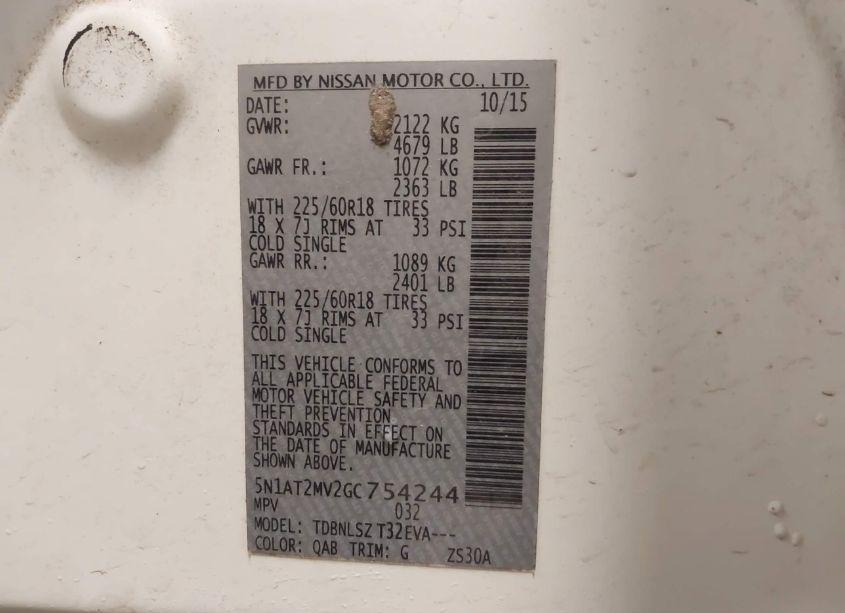 MFD BY NISSAN MOTOR CO., LTD.
DATE: 10/15
GVWR: 2122 KG
4679 LB
GAWR FR.: 1072 KG
2363 LB
WITH 225/60R18 TIRES
18 X 7J RIMS AT 33 PSI
COLD SINGLE
GAWR RR.: 1089 KG
2401 LB
WITH 225/60R18 TIRES
18 X 7J RIMS AT 33 PSI
COLD SINGLE
THIS VEHICLE CONFORMS TO
ALL APPLICABLE FEDERAL
MOTOR VEHICLE SAFETY AND
THEFT PREVENTION
STANDARDS IN EFFECT ON
THE DATE OF MANUFACTURE
SHOWN ABOVE.
5N1AT2MV2GC754244
MPV 032
MODEL: TDBNLSZ T32EVA---
COLOR: QAB TRIM: G ZS30A